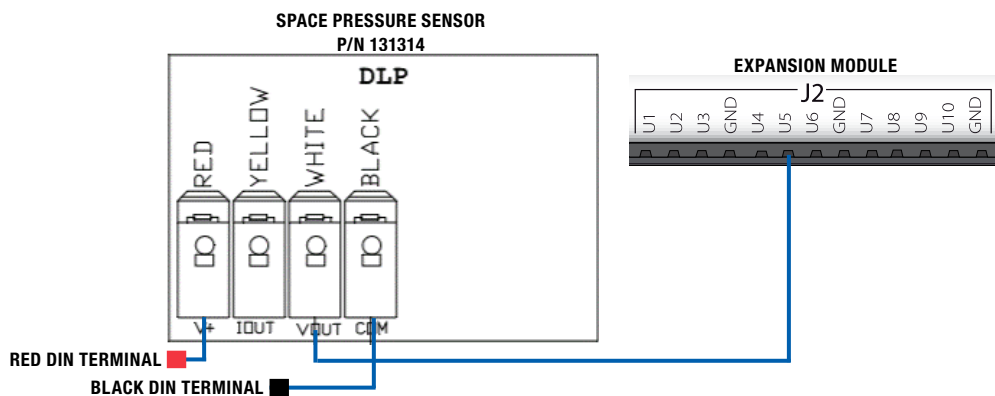 SPACE PRESSURE SENSOR
P/N 131314
DLP
RED
YELLOW
WHITE
BLACK
V+
IOUT
VOUT
COM
EXPANSION MODULE
J2
U1
U2
U3
GND
U4
U5
U6
GND
U7
U8
U9
U10
GND
RED DIN TERMINAL
BLACK DIN TERMINAL